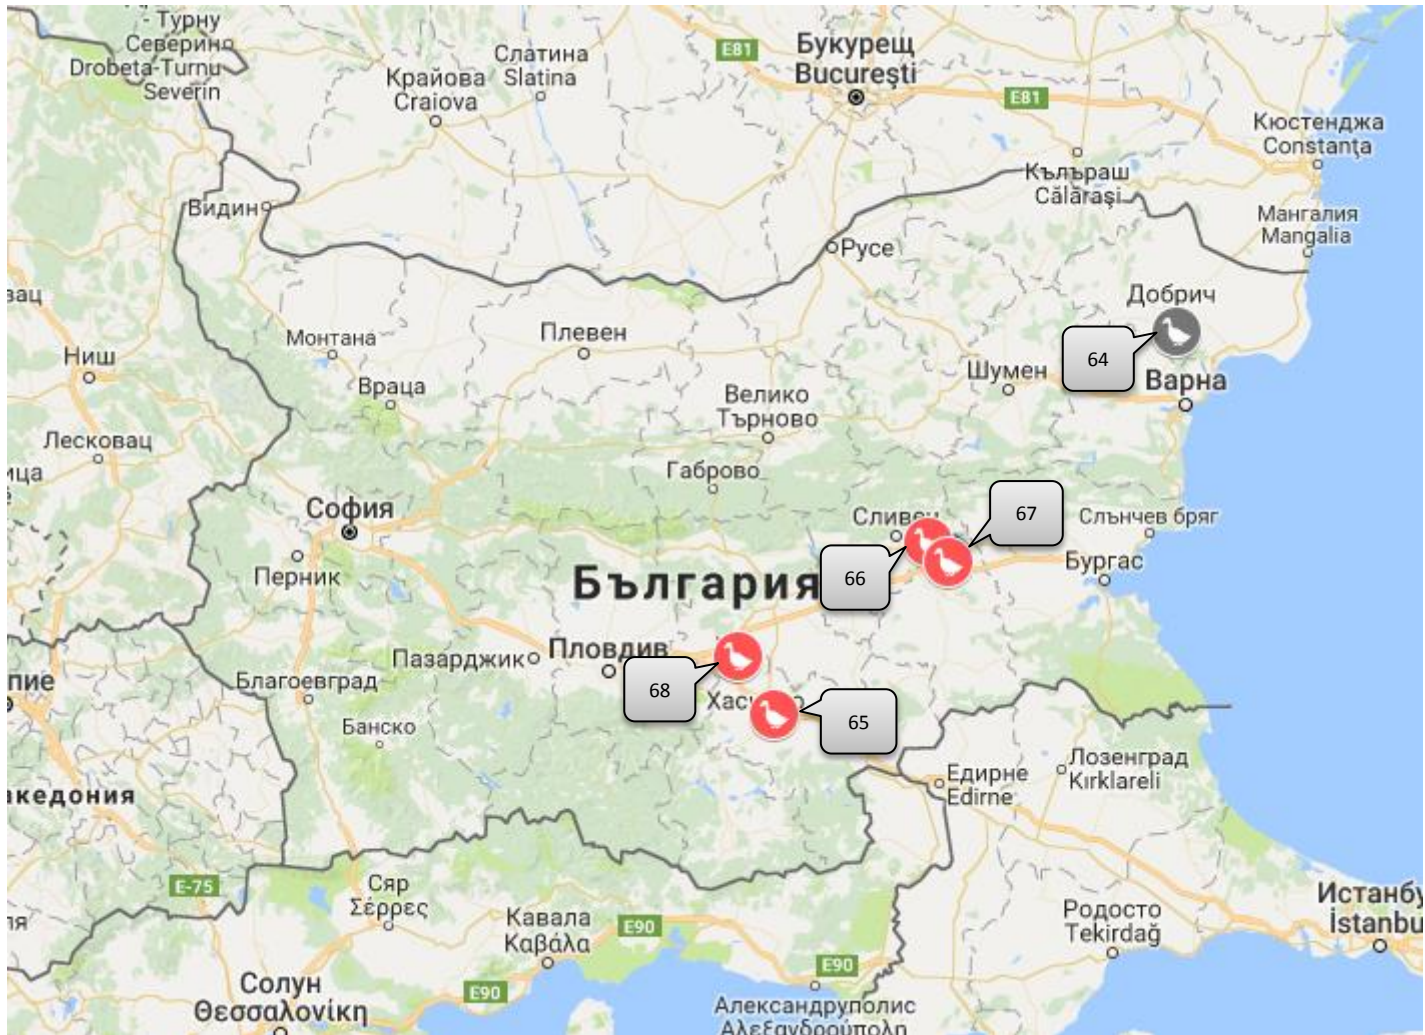 - Турну
Северин
Drobeta-Turnu
Severin
Слатина
Slatina
Крайова
Craiova
E81
Букурещ
București
E81
Кюстенджа
Constanța
Кълъраш
Călărași
Мангалия
Mangalia
Видин
Русе
Добрич
64
Монтана
Плевен
Ниш
Враца
Шумен
Варна
Велико
Търново
Лесковац
Габрово
София
Сливен
67
Слънчев бряг
Перник
България
66
Бургас
Пазарджик
Пловдив
68
65
Благоевград
Банско
Едирне
Edirne
Лозенград
Kırklareli
акедония
E-75
Сяр
Σέρρες
Кавала
Καβάλα
E90
Родосто
Tekirdağ
Истанбу
İstanbu
Солун
Θεσσαλονίκη
E90
E90
Александруполис
Αλεξανδρούπολη